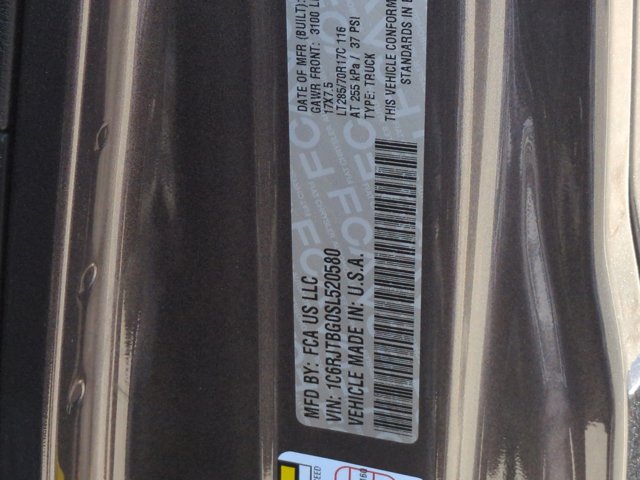 MFD BY: FCA US LLC
VIN: 1C6RJTBG0SL520580
VEHICLE MADE IN: U.S.A.
DATE OF MFR (BUILT):
GAWR FRONT: 3100 L
17X7.5
LT285/70R17C 116
AT 255 kPa / 37 PSI
TYPE: TRUCK
THIS VEHICLE CONFORM
STANDARDS IN